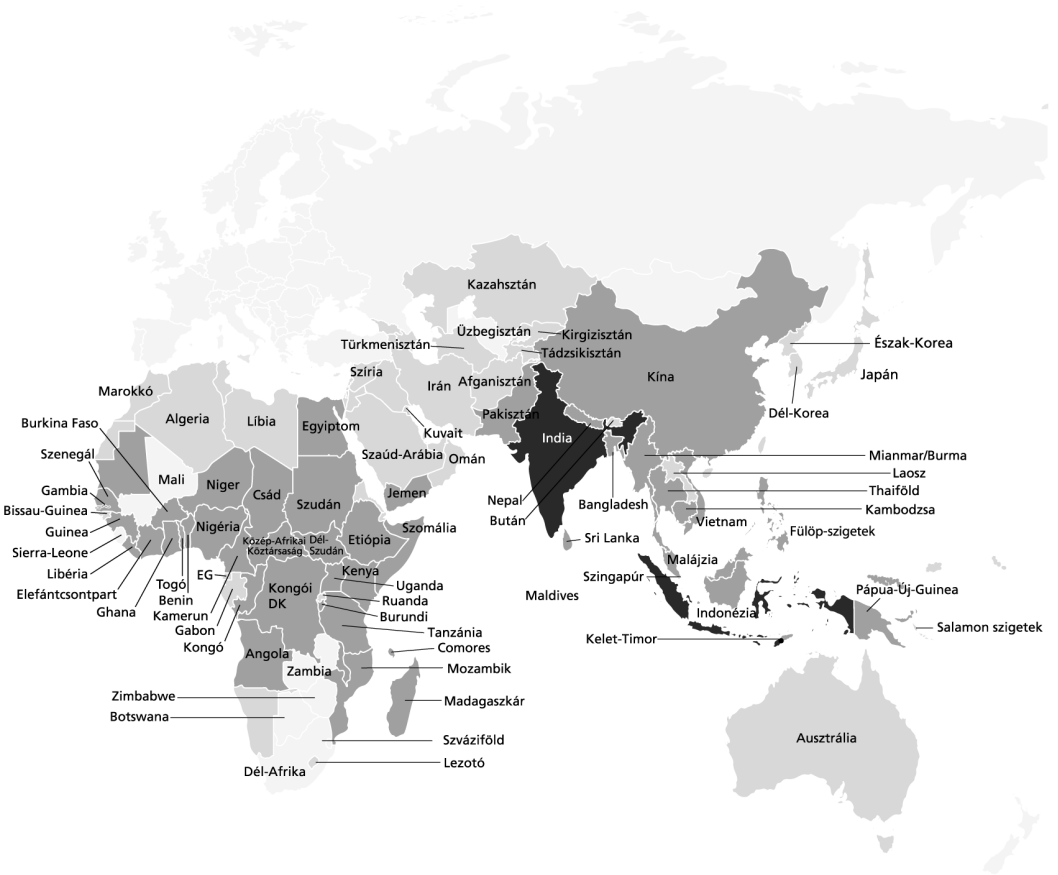 Kazahsztán
Üzbegisztán
Kirgizisztán
Türkmenisztán
Tádzsikisztán
Észak-Korea
Szíria
Irán
Afganisztán
Kína
Japán
Marokkó
Algeria
Líbia
Egyiptom
Pakisztán
Dél-Korea
Burkina Faso
Kuvait
India
Szenegál
Szaúd-Arábia
Omán
Mianmar/Burma
Mali
Laosz
Gambia
Niger
Csád
Szudán
Jemen
Nepal
Bangladesh
Thaiföld
Bissau-Guinea
Bután
Kambodzsa
Guinea
Nigéria
Szomália
Vietnam
Fülöp-szigetek
Sierra-Leone
Közép-Afrikai
Köztársaság
Dél-
Szudán
Etiópia
Sri Lanka
Libéria
EG
Kenya
Malájzia
Elefántcsontpart
Togó
Kongói
DK
Uganda
Szingapúr
Ghana
Benin
Ruanda
Maldives
Pápua-Új-Guinea
Kamerun
Burundi
Indonézia
Gabon
Tanzánia
Salamon szigetek
Kongó
Comores
Kelet-Timor
Angola
Zambia
Mozambik
Zimbabwe
Madagaszkár
Botswana
Szváziföld
Ausztrália
Dél-Afrika
Lezotó